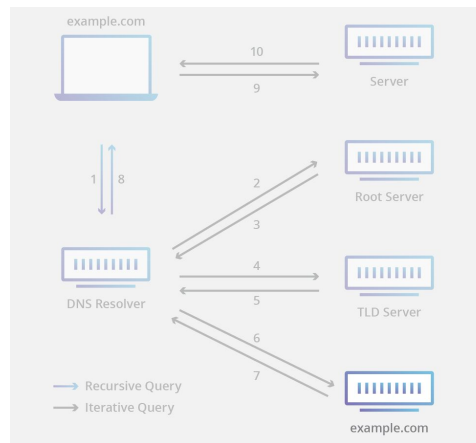 example.com
10
9
Server
1
8
2
3
Root Server
4
5
DNS Resolver
TLD Server
6
7
Recursive Query
Iterative Query
example.com